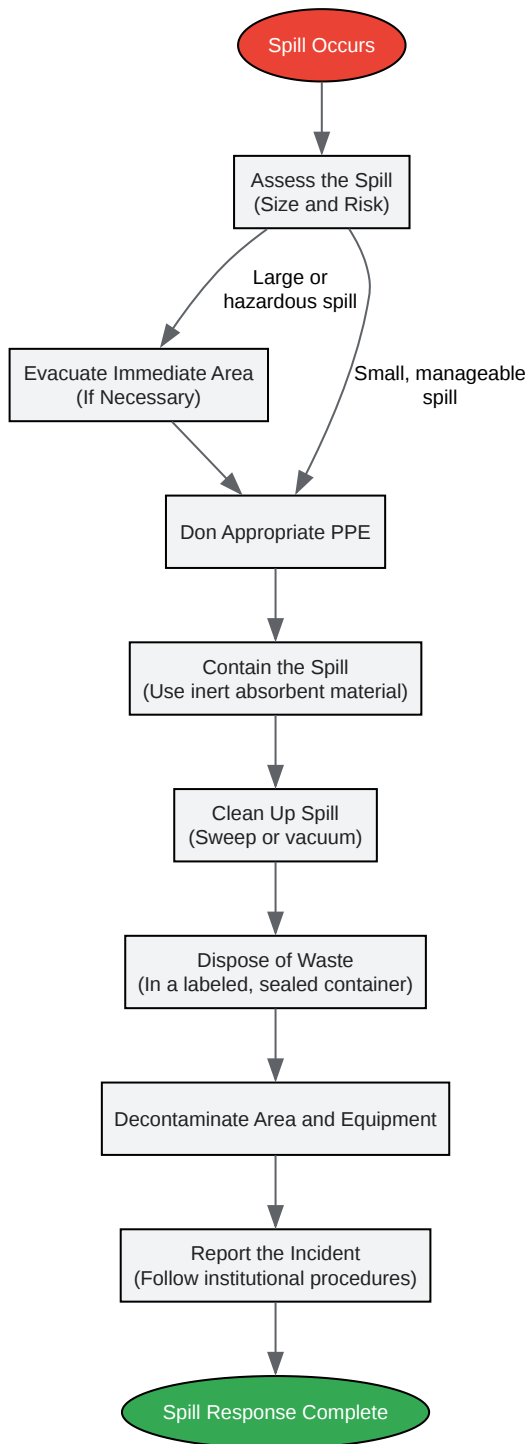 Spill Occurs
Assess the Spill
(Size and Risk)
Large or
hazardous spill
Evacuate Immediate Area
(If Necessary)
Small, manageable
spill
Don Appropriate PPE
Contain the Spill
(Use inert absorbent material)
Clean Up Spill
(Sweep or vacuum)
Dispose of Waste
(In a labeled, sealed container)
Decontaminate Area and Equipment
Report the Incident
(Follow institutional procedures)
Spill Response Complete